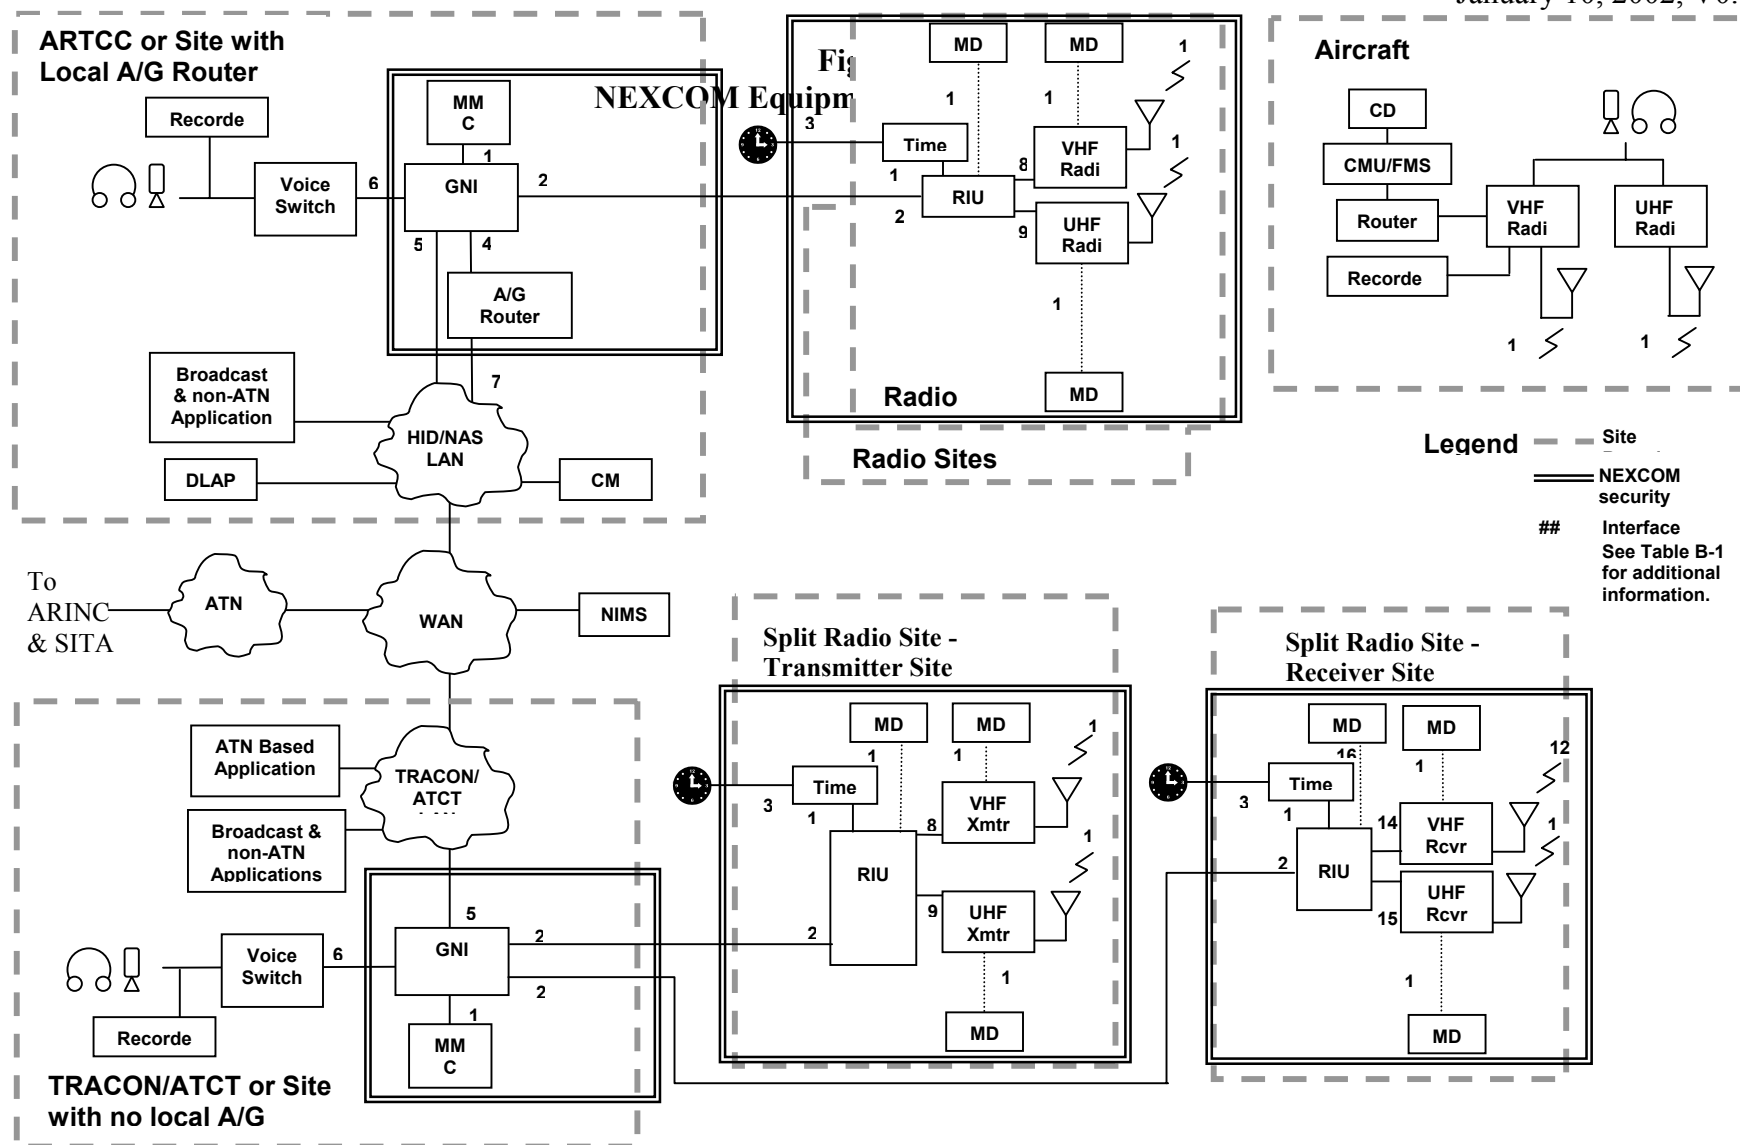 January 10, 2002, V0.
ARTCC or Site with
Local A/G Router
Recorde
Voice
Switch
6
MM
C
1
GNI
2
5
4
A/G
Router
7
Broadcast
& non-ATN
Application
HID/NAS
LAN
DLAP
CM
NEXCOM Equipm
3
MD
MD
1
1
1
Time
1
8
VHF
Radi
1
2
RIU
9
UHF
Radi
1
MD
Radio
Radio Sites
Aircraft
CD
CMU/FMS
Router
Recorde
VHF
Radi
UHF
Radi
1
1
Legend
Site
NEXCOM
security
##
Interface
See Table B-1
for additional
information.
To
ARINC
& SITA
ATN
WAN
NIMS
ATN Based
Application
TRACON/
ATCT
Broadcast &
non-ATN
Applications
5
GNI
2
2
Voice
Switch
6
Recorde
1
MM
C
TRACON/ATCT or Site
with no local A/G
Split Radio Site -
Transmitter Site
MD
MD
1
1
1
Time
3
1
VHF
Xmtr
8
1
RIU
9
UHF
Xmtr
2
1
MD
Split Radio Site -
Receiver Site
MD
MD
16
1
12
Time
3
1
14
VHF
Rcvr
1
2
RIU
15
UHF
Rcvr
1
MD